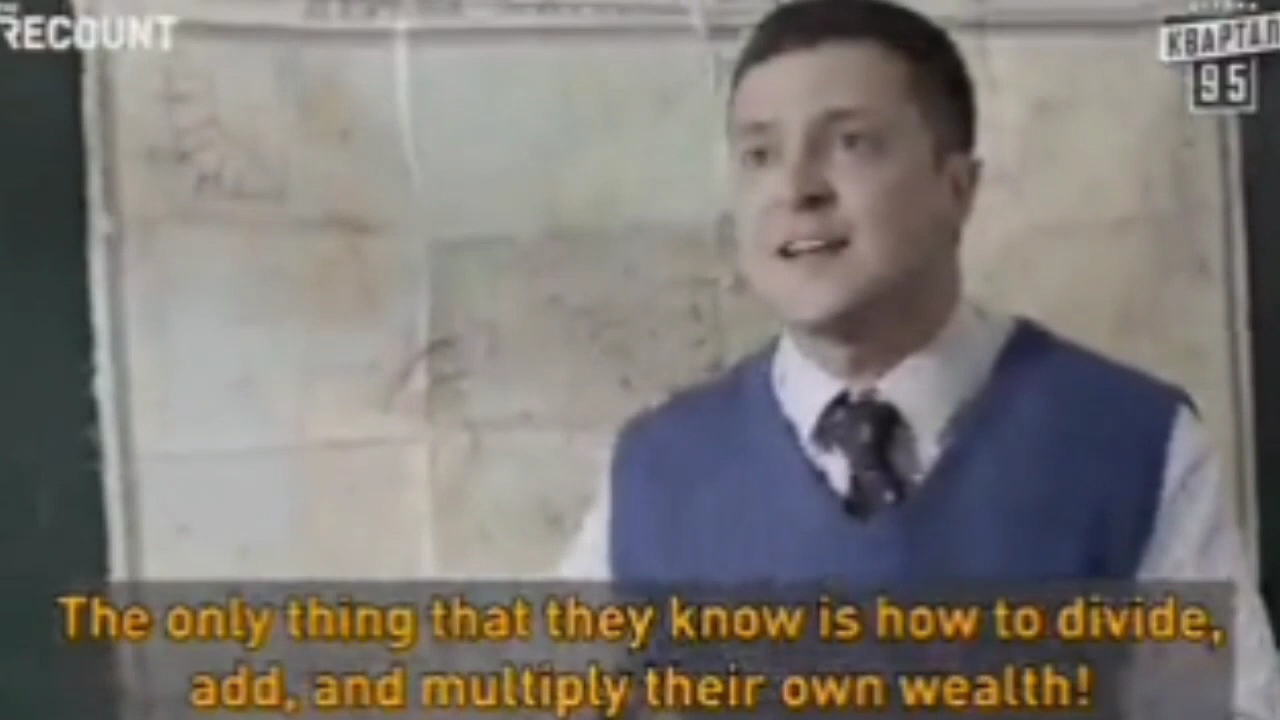 RECOUNT
КВАРТАЛ
95
The only thing that they know is how to divide,
add, and multiply their own wealth!